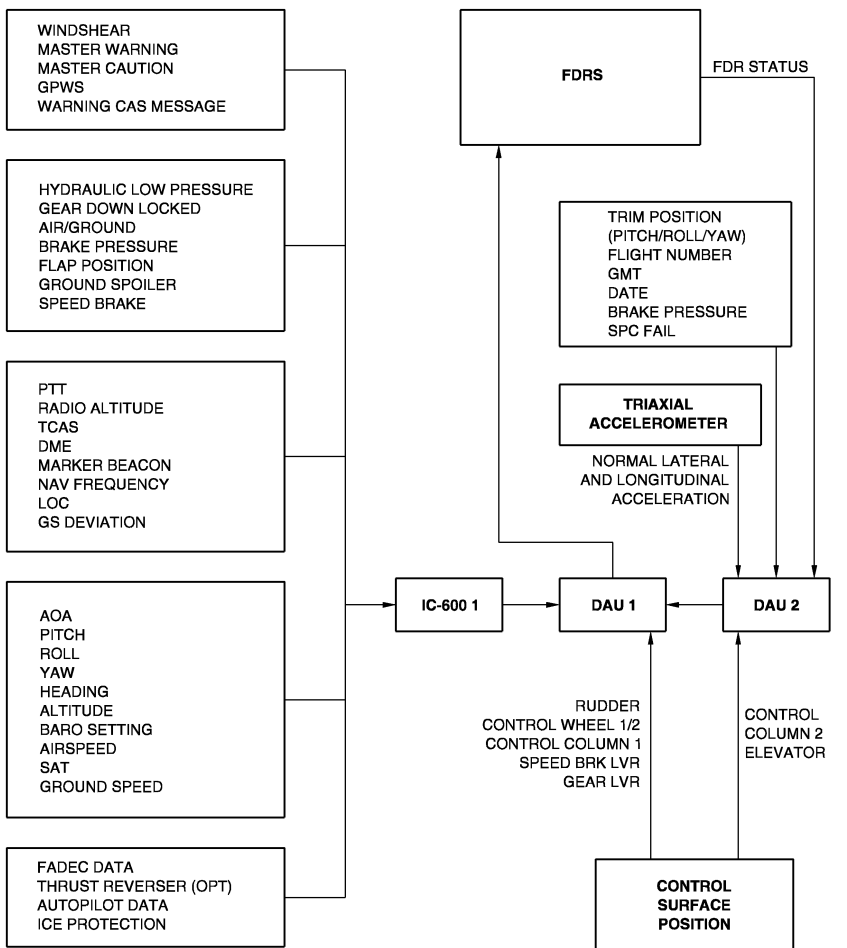 WINDSHEAR
MASTER WARNING
MASTER CAUTION
GPWS
WARNING CAS MESSAGE
HYDRAULIC LOW PRESSURE
GEAR DOWN LOCKED
AIR/GROUND
BRAKE PRESSURE
FLAP POSITION
GROUND SPOILER
SPEED BRAKE
PTT
RADIO ALTITUDE
TCAS
DME
MARKER BEACON
NAV FREQUENCY
LOC
GS DEVIATION
AOA
PITCH
ROLL
YAW
HEADING
ALTITUDE
BARO SETTING
AIRSPEED
SAT
GROUND SPEED
FADEC DATA
THRUST REVERSER (OPT)
AUTOPILOT DATA
ICE PROTECTION
FDRS
FDR STATUS
TRIM POSITION
(PITCH/ROLL/YAW)
FLIGHT NUMBER
GMT
DATE
BRAKE PRESSURE
SPC FAIL
TRIAXIAL
ACCELEROMETER
NORMAL LATERAL
AND LONGITUDINAL
ACCELERATION
IC-600 1
DAU 1
DAU 2
RUDDER
CONTROL WHEEL 1/2
CONTROL COLUMN 1
SPEED BRK LVR
GEAR LVR
CONTROL
COLUMN 2
ELEVATOR
CONTROL
SURFACE
POSITION